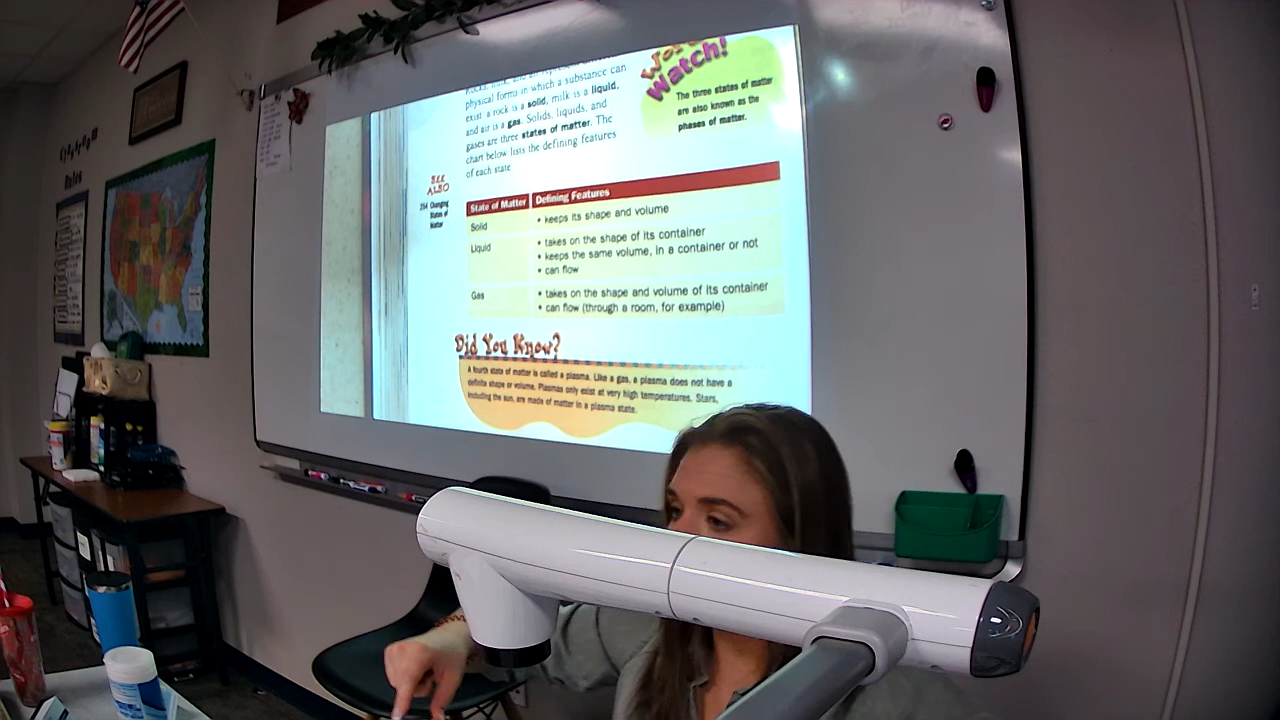 Word
Watch!
physical forms in which a substance can
exist a rock is a solid, milk is a liquid,
and air is a gas. Solids, liquids, and
gases are three states of matter. The
chart below lists the defining features
of each state
The three states of matter
are also known as the
phases of matter.
SEE
ALSO
254 Changing
States of
Matter
State of Matter Defining Features
Solid • keeps its shape and volume
Liquid • takes on the shape of its container
• keeps the same volume, in a container or not
• can flow
Gas • takes on the shape and volume of its container
• can flow (through a room, for example)
Did You Know?
A fourth state of matter is called a plasma. Like a gas, a plasma does not have a
definite shape or volume. Plasmas only exist at very high temperatures. Stars,
including the sun, are made of matter in a plasma state.
Rules